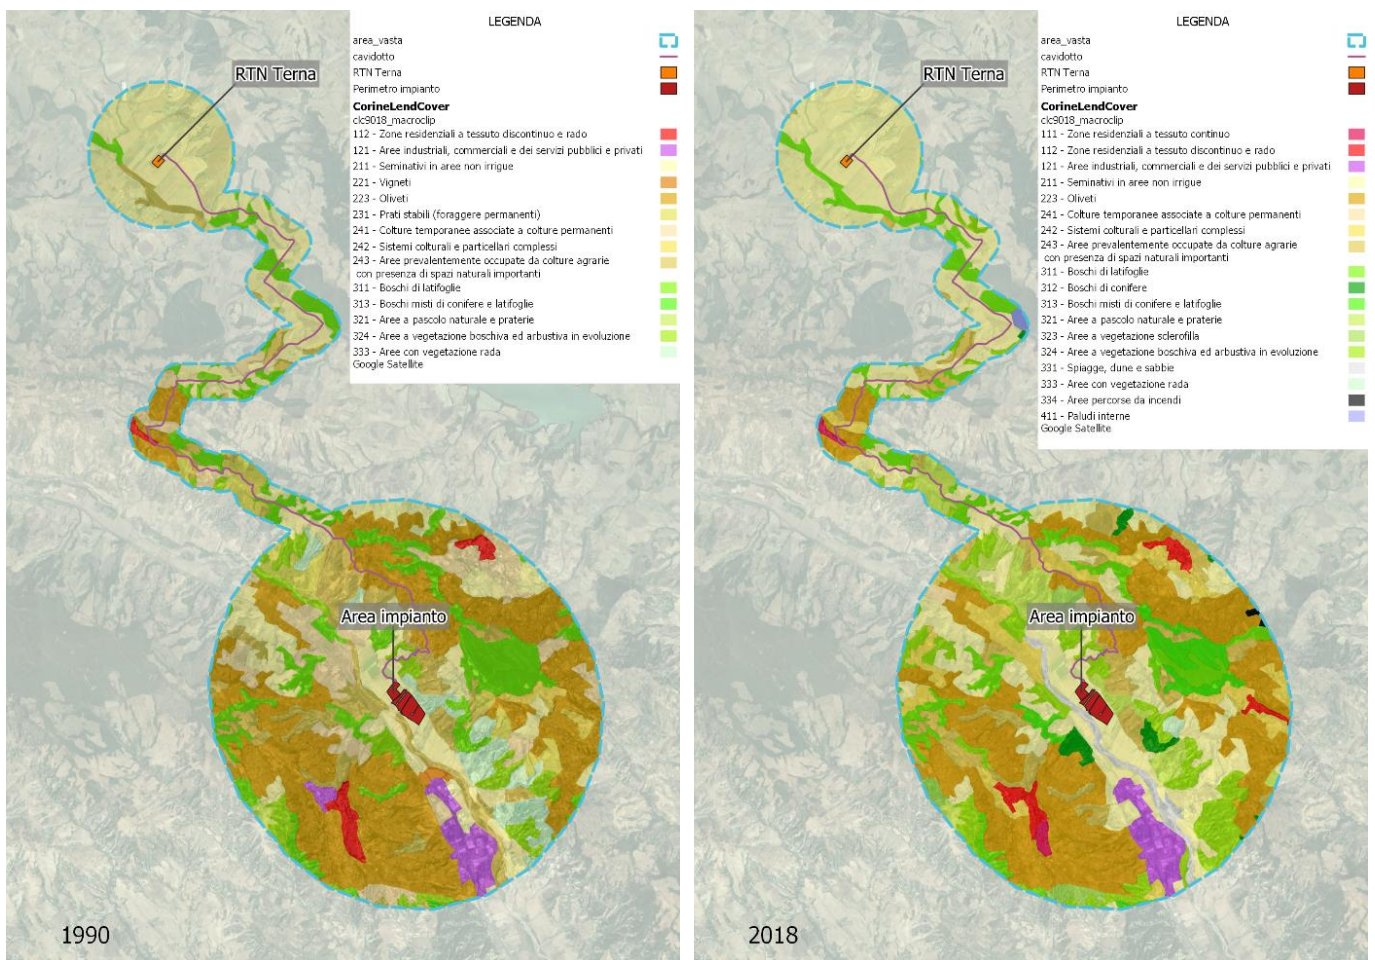 LEGENDA
area_vasta
cavidotto
RTN Terna
Perimetro impianto
CorineLendCover
clc9018_macroclip
112 - Zone residenziali a tessuto discontinuo e rado
121 - Aree industriali, commerciali e dei servizi pubblici e privati
211 - Seminativi in aree non irrigue
221 - Vigneti
223 - Oliveti
231 - Prati stabili (foraggere permanenti)
241 - Colture temporanee associate a colture permanenti
242 - Sistemi colturali e particellari complessi
243 - Aree prevalentemente occupate da colture agrarie
con presenza di spazi naturali importanti
311 - Boschi di latifoglie
313 - Boschi misti di conifere e latifoglie
321 - Aree a pascolo naturale e praterie
324 - Aree a vegetazione boschiva ed arbustiva in evoluzione
333 - Aree con vegetazione rada
Google Satellite
RTN Terna
Area impianto
1990
LEGENDA
area_vasta
cavidotto
RTN Terna
Perimetro impianto
CorineLendCover
clc9018_macroclip
111 - Zone residenziali a tessuto continuo
112 - Zone residenziali a tessuto discontinuo e rado
121 - Aree industriali, commerciali e dei servizi pubblici e privati
211 - Seminativi in aree non irrigue
223 - Oliveti
241 - Colture temporanee associate a colture permanenti
242 - Sistemi colturali e particellari complessi
243 - Aree prevalentemente occupate da colture agrarie
con presenza di spazi naturali importanti
311 - Boschi di latifoglie
312 - Boschi di conifere
313 - Boschi misti di conifere e latifoglie
321 - Aree a pascolo naturale e praterie
323 - Aree a vegetazione sclerofilla
324 - Aree a vegetazione boschiva ed arbustiva in evoluzione
331 - Spiagge, dune e sabbie
333 - Aree con vegetazione rada
334 - Aree percorse da incendi
411 - Paludi interne
Google Satellite
RTN Terna
Area impianto
2018